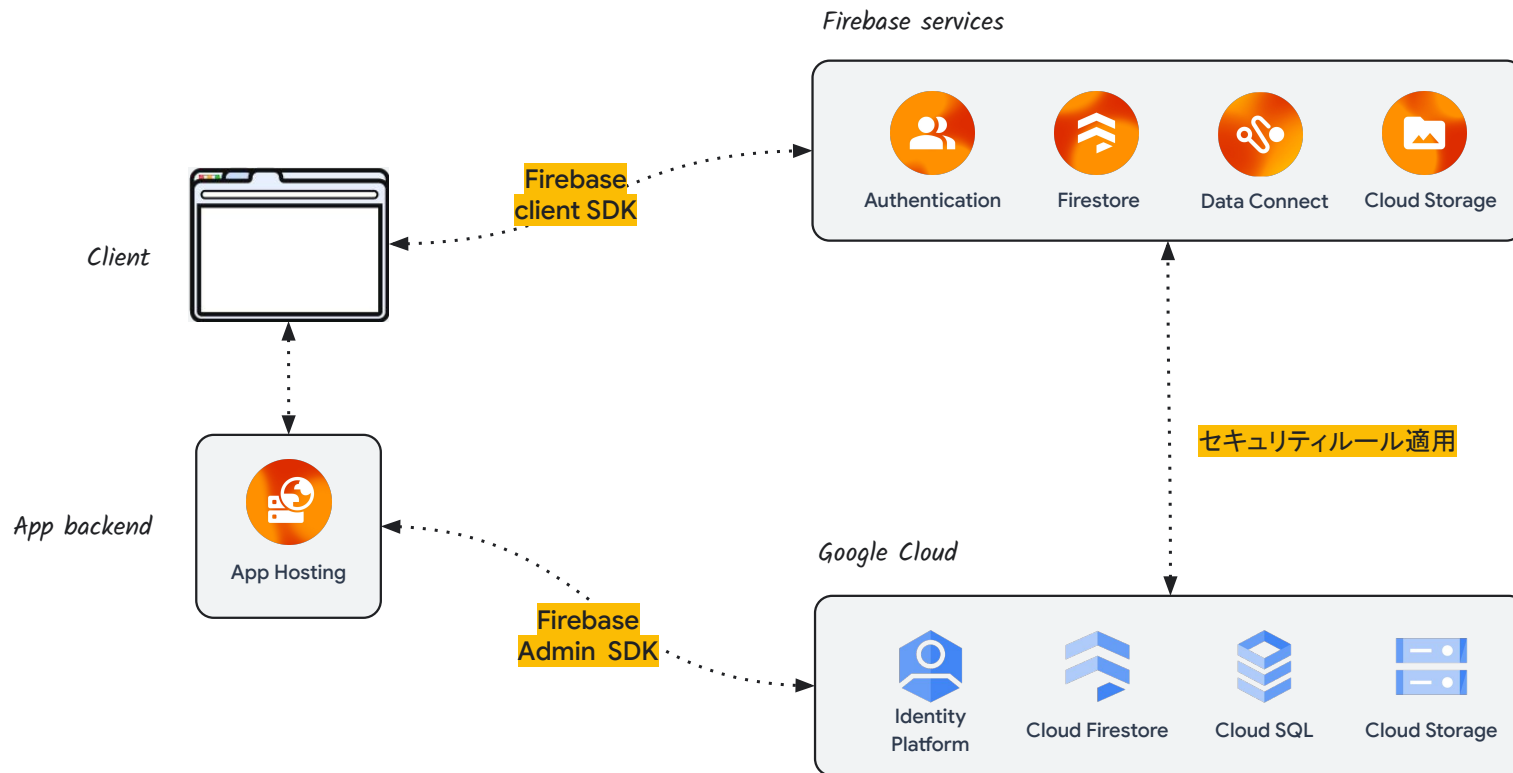 Firebase services
Authentication
Firestore
Data Connect
Cloud Storage
Firebase
client SDK
Client
セキュリティルール適用
App backend
App Hosting
Google Cloud
Firebase
Admin SDK
Identity
Platform
Cloud Firestore
Cloud SQL
Cloud Storage